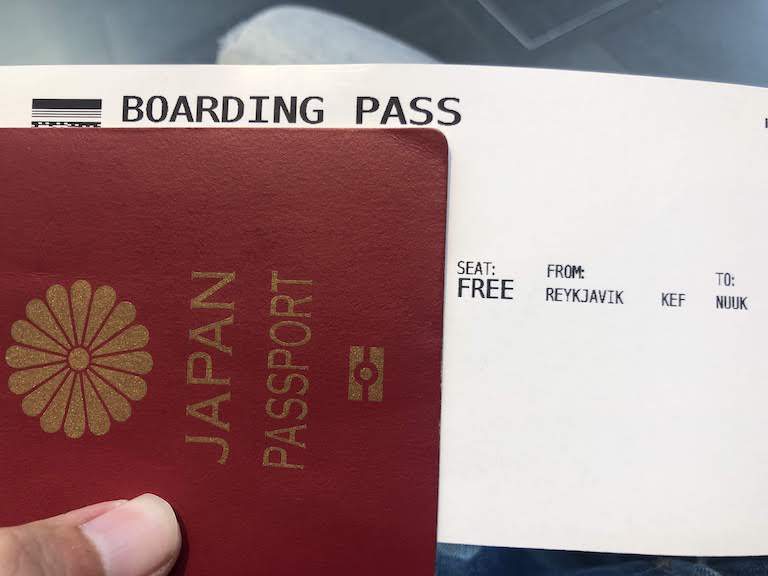 BOARDING PASS
SEAT: FROM: TO:
FREE REYKJAVIK KEF NUUK
JAPAN
PASSPORT